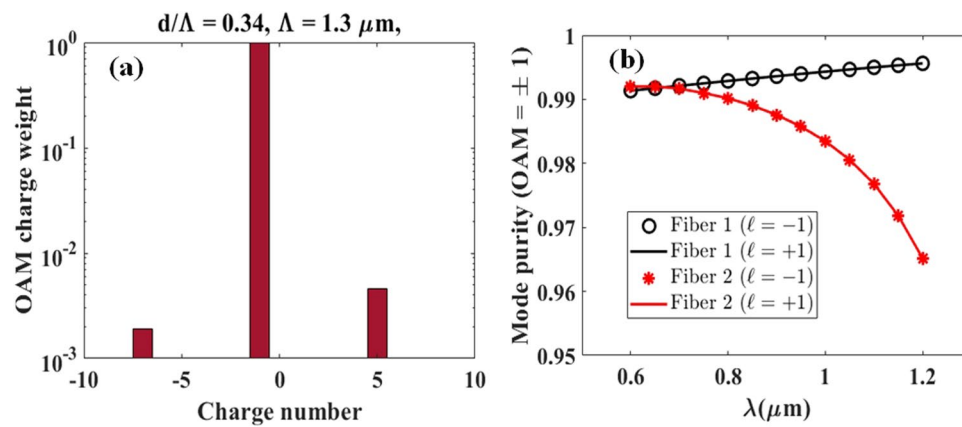 d/Λ = 0.34, Λ = 1.3 μm,
(a)
OAM charge weight
10⁰
10⁻¹
10⁻²
10⁻³
-10
-5
0
5
10
Charge number
(b)
Mode purity (OAM = ± 1)
1
0.99
0.98
0.97
0.96
0.95
Fiber 1 (ℓ = −1)
Fiber 1 (ℓ = +1)
Fiber 2 (ℓ = −1)
Fiber 2 (ℓ = +1)
0.6
0.8
1
1.2
λ(μm)